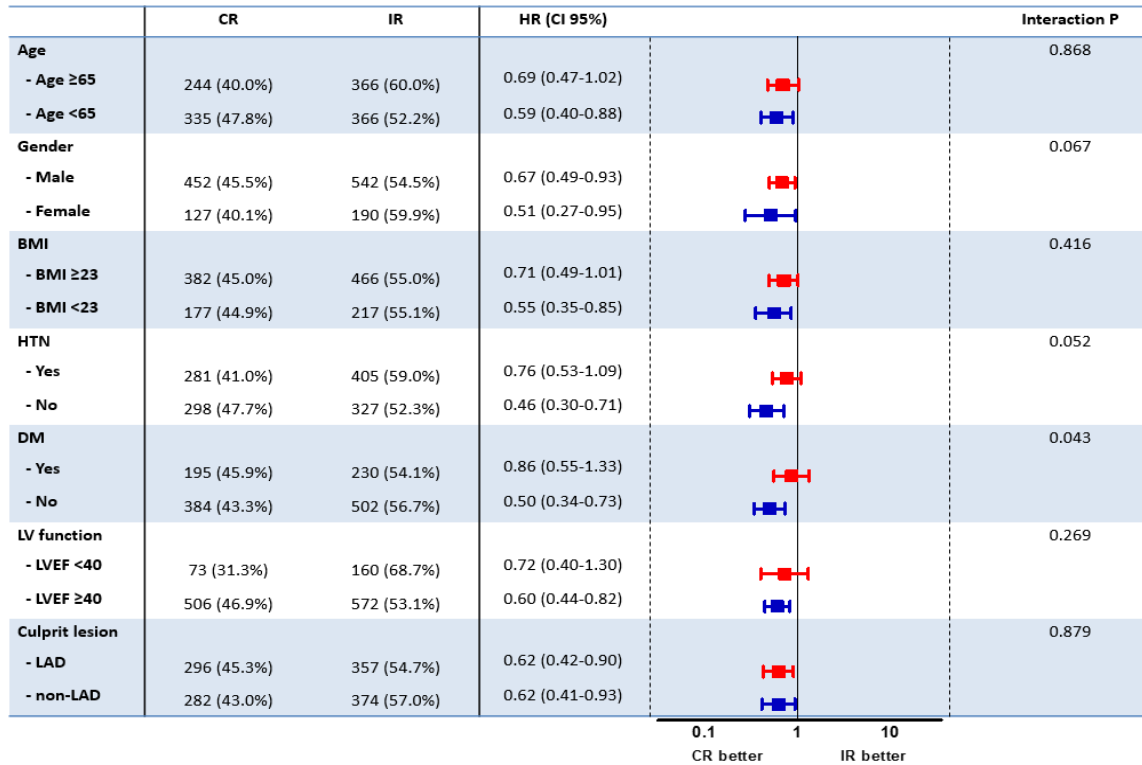 CR IR HR (CI 95%) Interaction P
Age 0.868
- Age ≥65 244 (40.0%) 366 (60.0%) 0.69 (0.47-1.02)
- Age <65 335 (47.8%) 366 (52.2%) 0.59 (0.40-0.88)
Gender 0.067
- Male 452 (45.5%) 542 (54.5%) 0.67 (0.49-0.93)
- Female 127 (40.1%) 190 (59.9%) 0.51 (0.27-0.95)
BMI 0.416
- BMI ≥23 382 (45.0%) 466 (55.0%) 0.71 (0.49-1.01)
- BMI <23 177 (44.9%) 217 (55.1%) 0.55 (0.35-0.85)
HTN 0.052
- Yes 281 (41.0%) 405 (59.0%) 0.76 (0.53-1.09)
- No 298 (47.7%) 327 (52.3%) 0.46 (0.30-0.71)
DM 0.043
- Yes 195 (45.9%) 230 (54.1%) 0.86 (0.55-1.33)
- No 384 (43.3%) 502 (56.7%) 0.50 (0.34-0.73)
LV function 0.269
- LVEF <40 73 (31.3%) 160 (68.7%) 0.72 (0.40-1.30)
- LVEF ≥40 506 (46.9%) 572 (53.1%) 0.60 (0.44-0.82)
Culprit lesion 0.879
- LAD 296 (45.3%) 357 (54.7%) 0.62 (0.42-0.90)
- non-LAD 282 (43.0%) 374 (57.0%) 0.62 (0.41-0.93)
0.1 1 10
CR better IR better